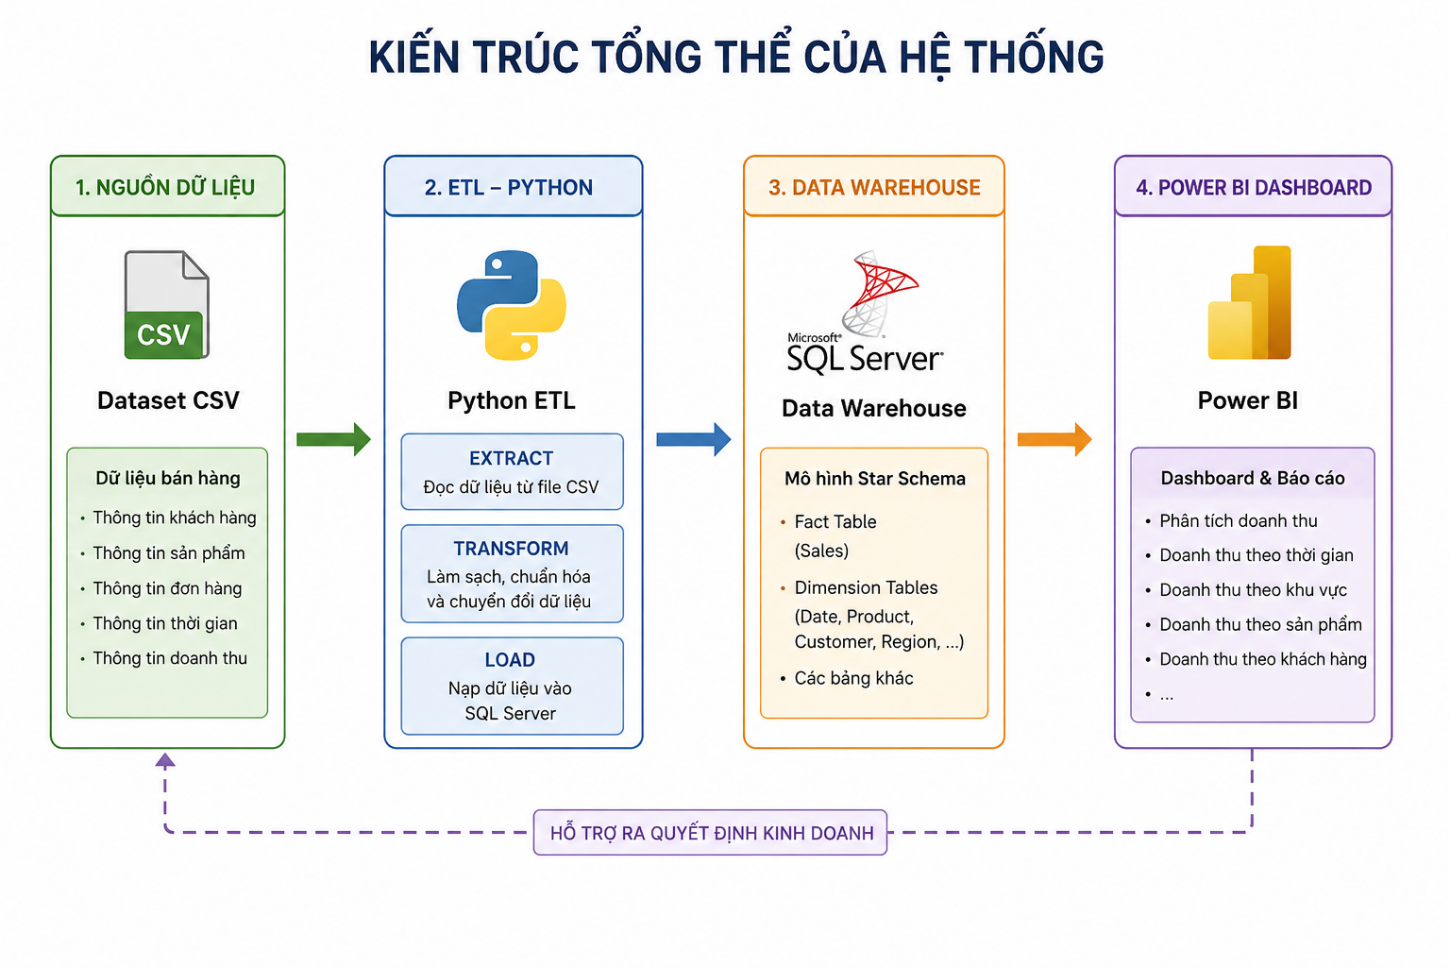 KIẾN TRÚC TỔNG THỂ CỦA HỆ THỐNG
1. NGUỒN DỮ LIỆU
CSV
Dataset CSV
Dữ liệu bán hàng
• Thông tin khách hàng
• Thông tin sản phẩm
• Thông tin đơn hàng
• Thông tin thời gian
• Thông tin doanh thu
2. ETL – PYTHON
Python ETL
EXTRACT
Đọc dữ liệu từ file CSV
TRANSFORM
Làm sạch, chuẩn hóa
và chuyển đổi dữ liệu
LOAD
Nạp dữ liệu vào
SQL Server
3. DATA WAREHOUSE
Microsoft®
SQL Server
Data Warehouse
Mô hình Star Schema
• Fact Table
(Sales)
• Dimension Tables
(Date, Product,
Customer, Region, ...)
• Các bảng khác
4. POWER BI DASHBOARD
Power BI
Dashboard & Báo cáo
• Phân tích doanh thu
• Doanh thu theo thời gian
• Doanh thu theo khu vực
• Doanh thu theo sản phẩm
• Doanh thu theo khách hàng
• ...
HỖ TRỢ RA QUYẾT ĐỊNH KINH DOANH